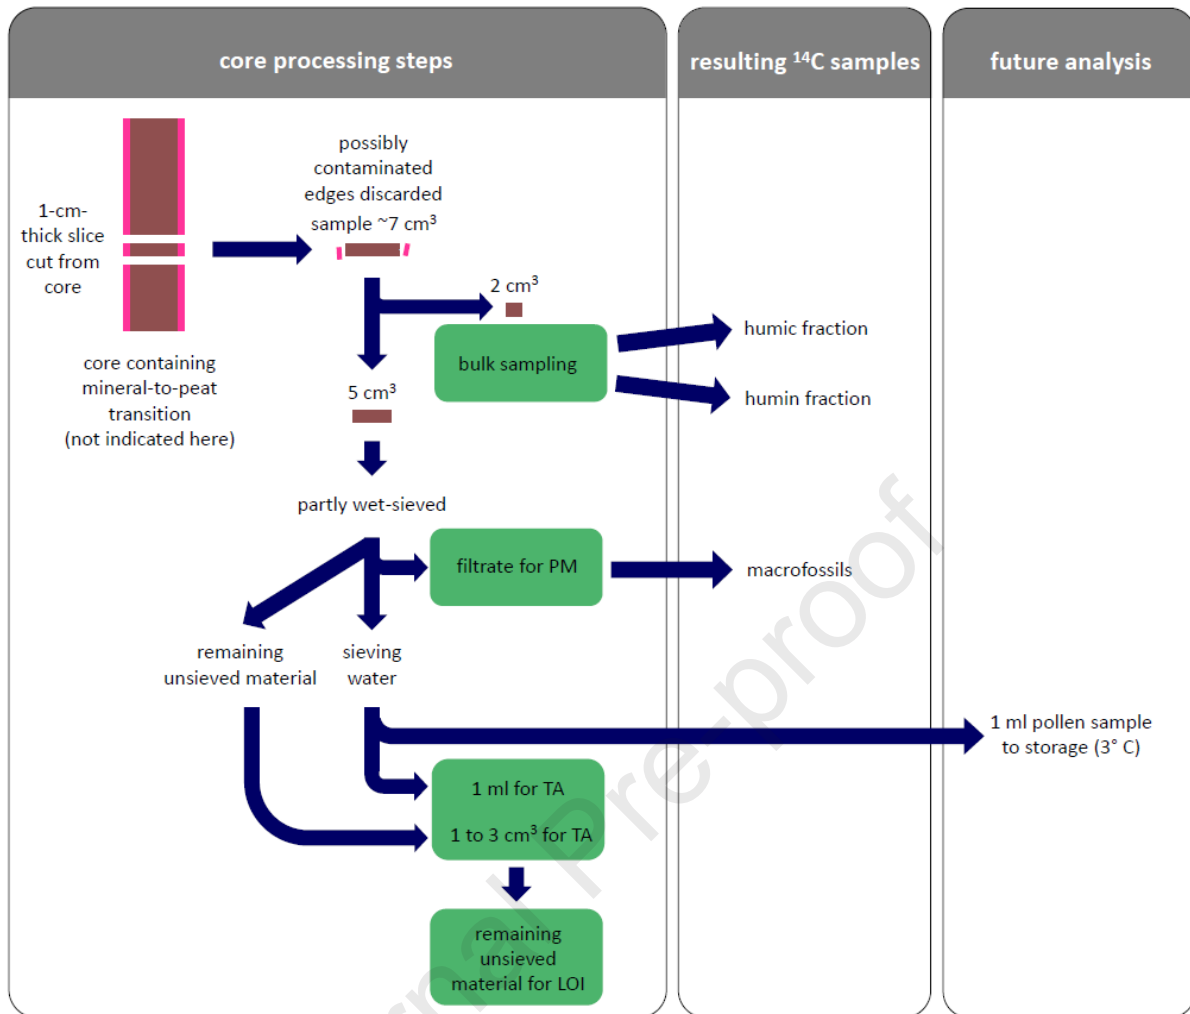 core processing steps
resulting ¹⁴C samples
future analysis
possibly
contaminated
edges discarded
sample ~7 cm³
1-cm-
thick slice
cut from
core
core containing
mineral-to-peat
transition
(not indicated here)
2 cm³
bulk sampling
humic fraction
humin fraction
5 cm³
partly wet-sieved
filtrate for PM
macrofossils
remaining
unsieved material
sieving
water
1 ml pollen sample
to storage (3° C)
1 ml for TA
1 to 3 cm³ for TA
remaining
unsieved
material for LOI
rnal Pre-proof